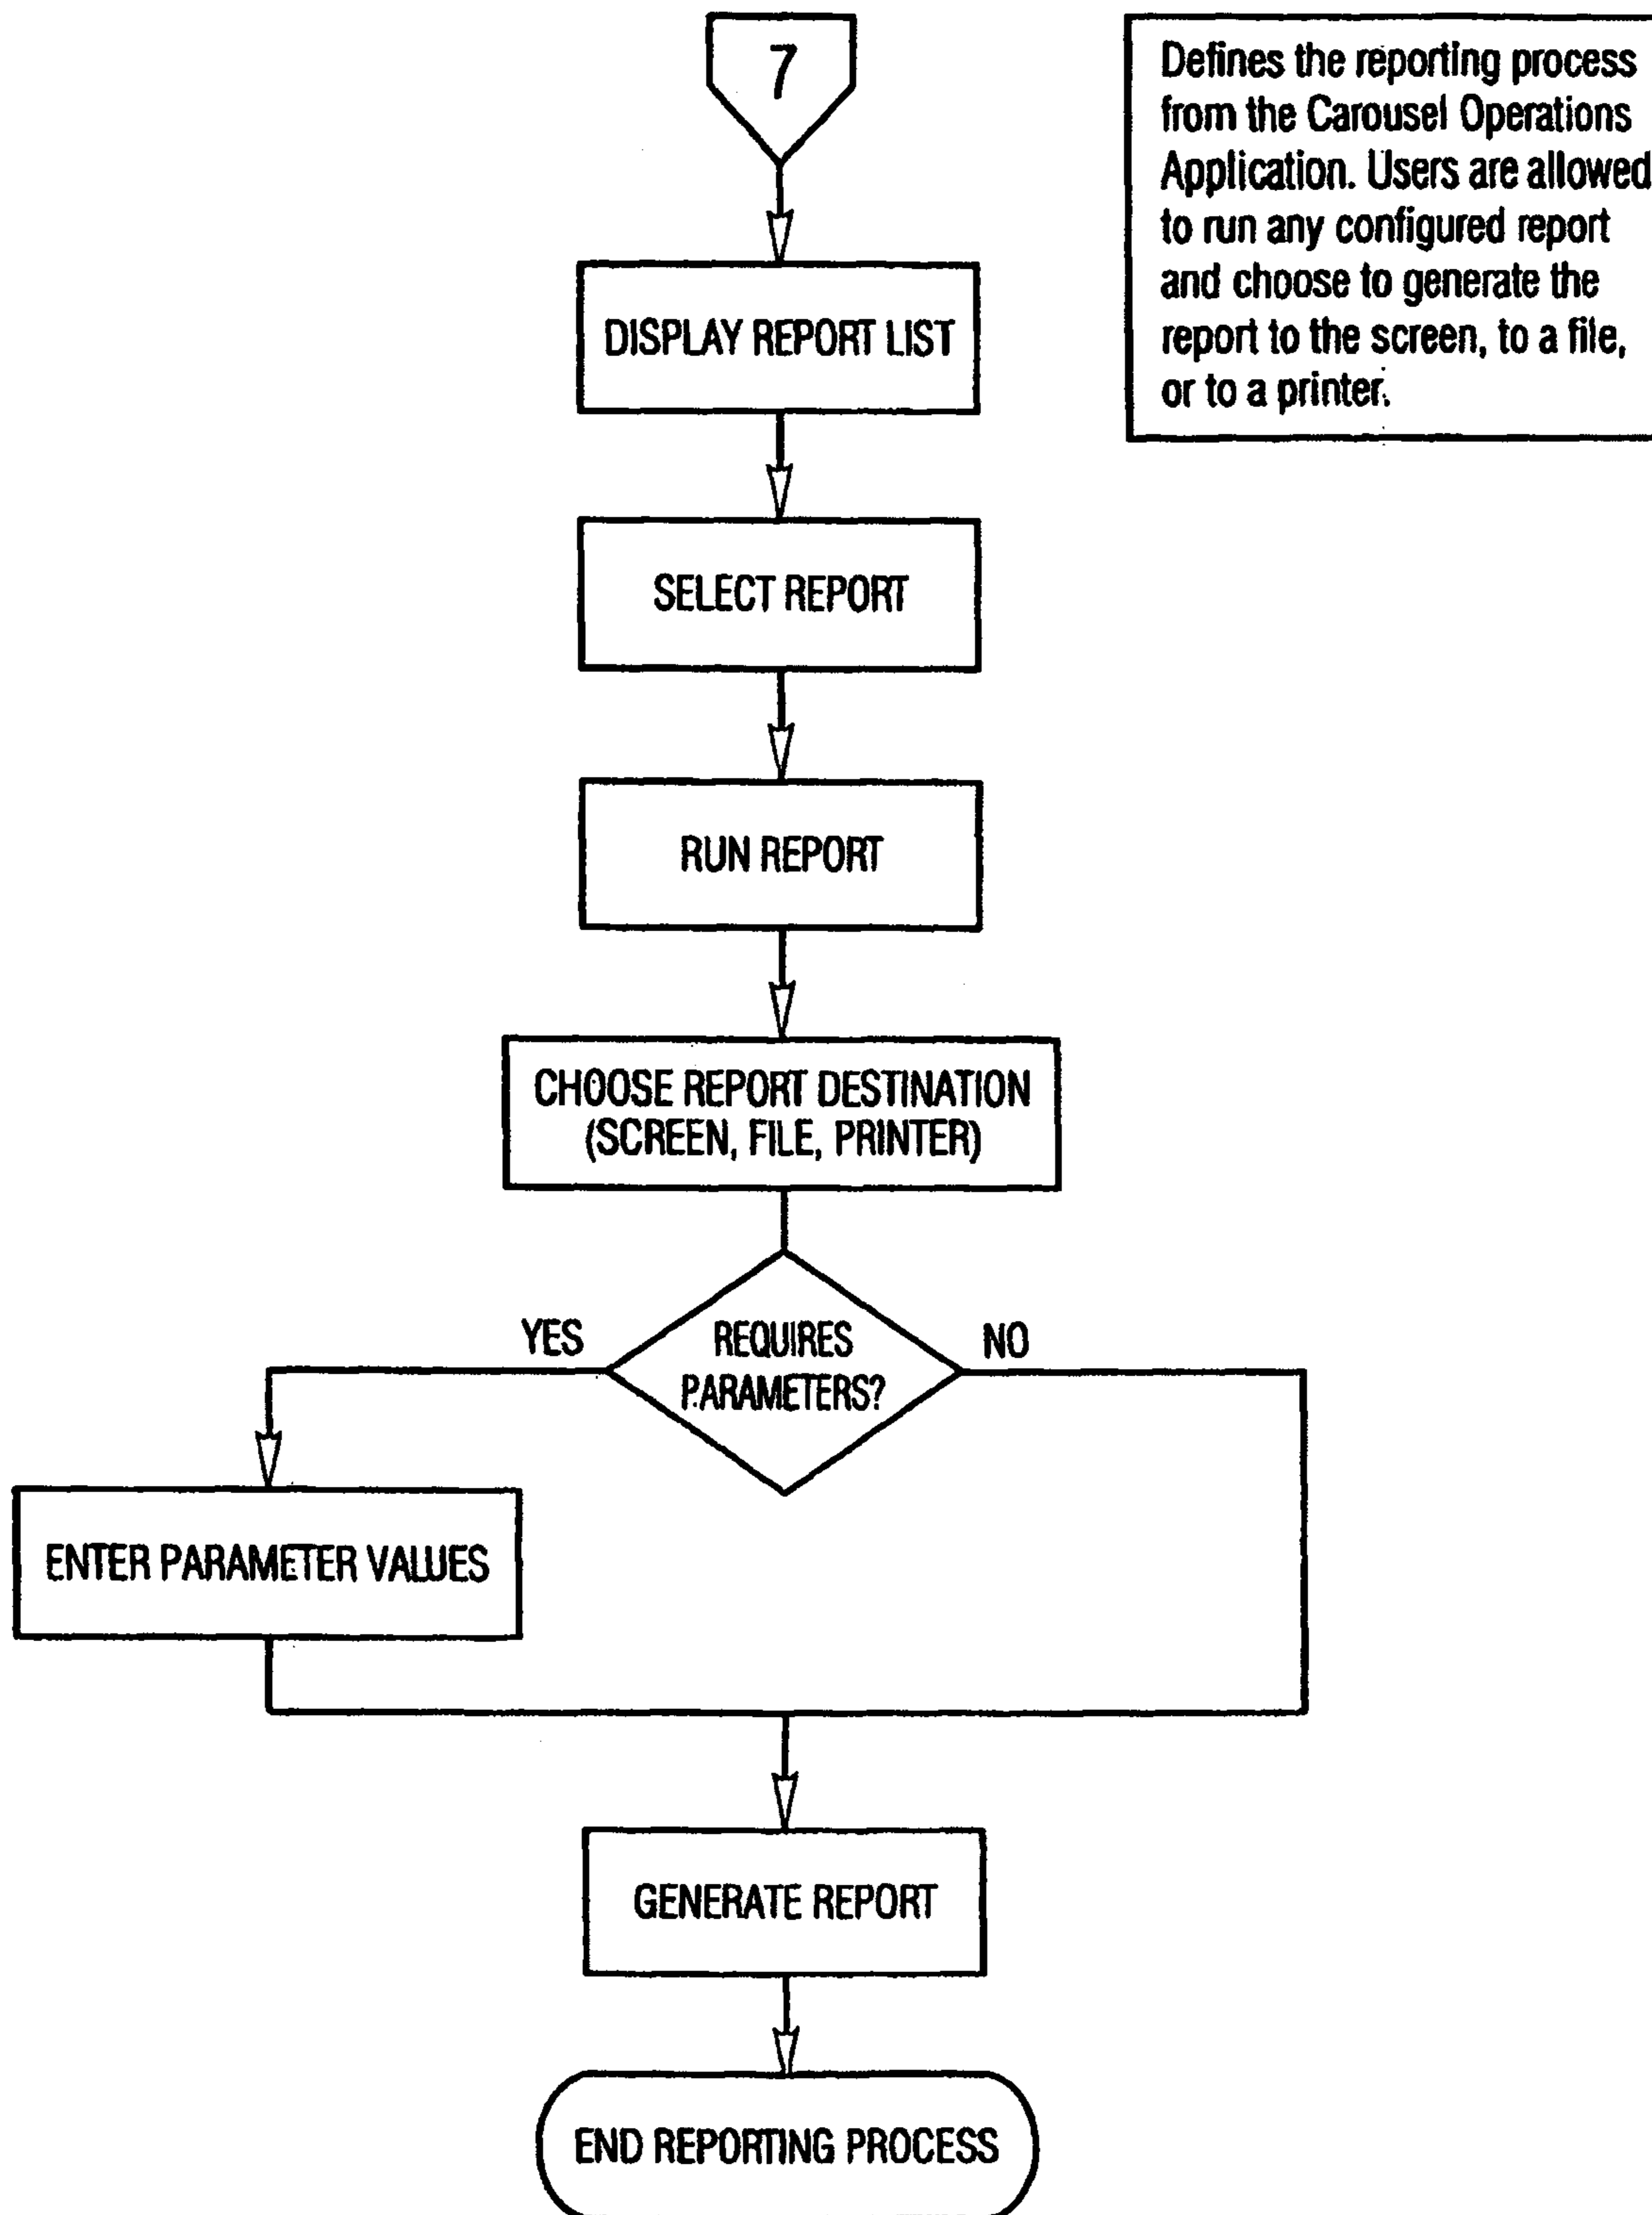 7
Defines the reporting process
from the Carousel Operations
Application. Users are allowed
to run any configured report
and choose to generate the
report to the screen, to a file,
or to a printer.
DISPLAY REPORT LIST
SELECT REPORT
RUN REPORT
CHOOSE REPORT DESTINATION
(SCREEN, FILE, PRINTER)
YES
REQUIRES
PARAMETERS?
NO
ENTER PARAMETER VALUES
GENERATE REPORT
END REPORTING PROCESS